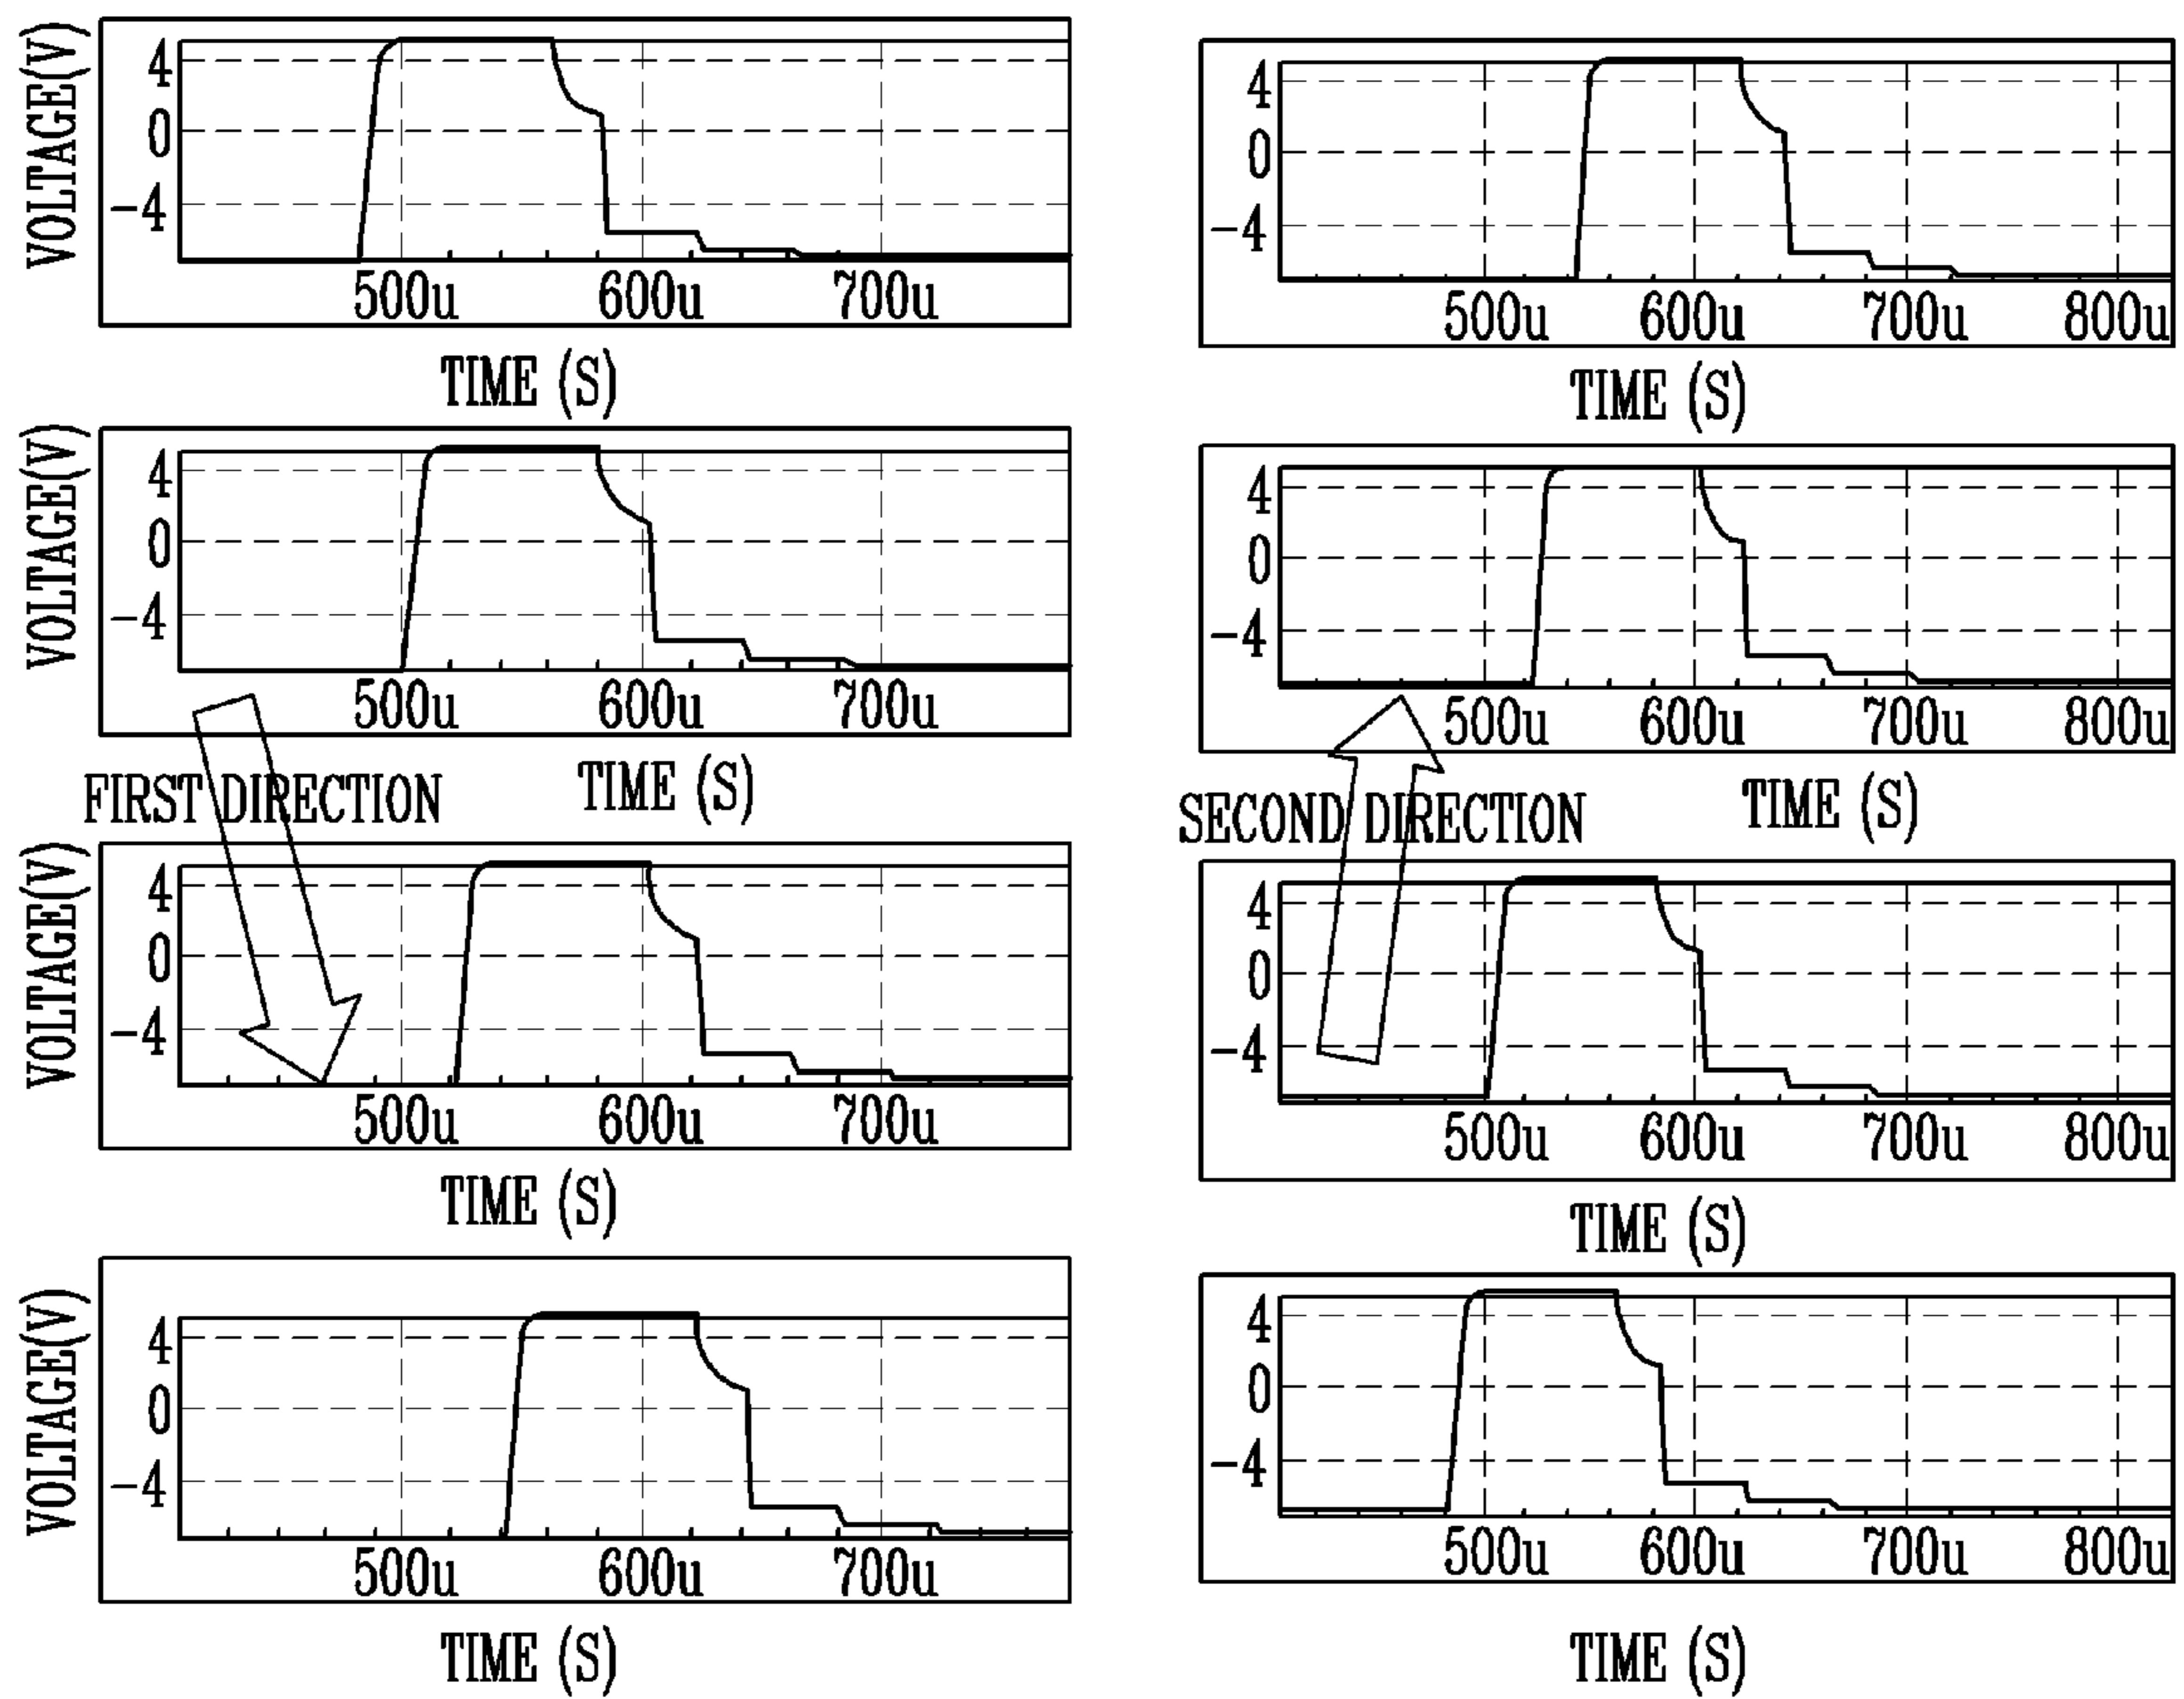 VOLTAGE(V)
4
0
-4
500u 600u 700u
TIME (S)
VOLTAGE(V)
4
0
-4
500u 600u 700u
TIME (S)
FIRST DIRECTION
VOLTAGE(V)
4
0
-4
500u 600u 700u
TIME (S)
VOLTAGE(V)
4
0
-4
500u 600u 700u
TIME (S)
4
0
-4
500u 600u 700u 800u
TIME (S)
4
0
-4
500u 600u 700u 800u
TIME (S)
SECOND DIRECTION
4
0
-4
500u 600u 700u 800u
TIME (S)
4
0
-4
500u 600u 700u 800u
TIME (S)